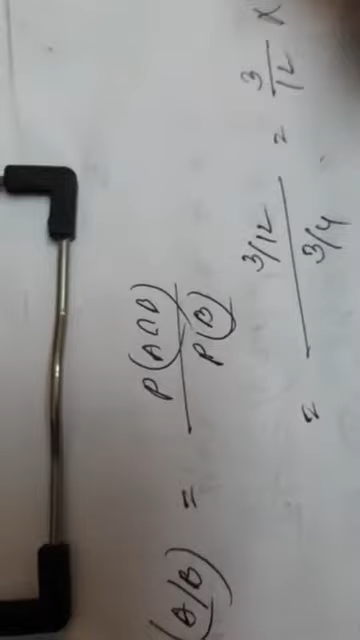 (A/B) = P(A∩B) / P(B)
= 3/12 / 3/4 = 3/12 ×